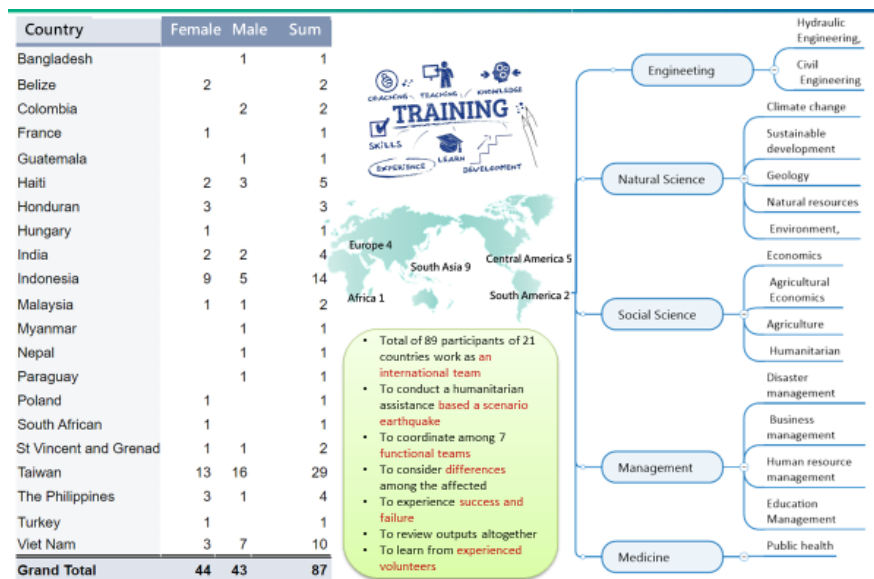 Country Female Male Sum
Bangladesh 1 1
Belize 2 2
Colombia 2 2
France 1 1
Guatemala 1 1
Haiti 2 3 5
Honduran 3 3
Hungary 1 1
India 2 2 4
Indonesia 9 5 14
Malaysia 1 1 2
Myanmar 1 1
Nepal 1 1
Paraguay 1 1
Poland 1 1
South African 1 1
St Vincent and Grenad 1 1 2
Taiwan 13 16 29
The Philippines 3 1 4
Turkey 1 1
Viet Nam 3 7 10
Grand Total 44 43 87
COACHING TEACHING KNOWLEDGE
TRAINING
SKILLS
LEARN
EXPERIENCE
DEVELOPMENT
Europe 4
South Asia 9
Central America 5
Africa 1
South America 2
• Total of 89 participants of 21
countries work as an
international team
• To conduct a humanitarian
assistance based a scenario
earthquake
• To coordinate among 7
functional teams
• To consider differences
among the affected
• To experience success and
failure
• To review outputs altogether
• To learn from experienced
volunteers
Engineeting
Hydraulic
Engineering,
Civil
Engineering
Natural Science
Climate change
Sustainable
development
Geology
Natural resources
Environment,
Social Science
Economics
Agricultural
Economics
Agriculture
Humanitarian
Management
Disaster
management
Business
management
Human resource
management
Education
Management
Medicine
Public health